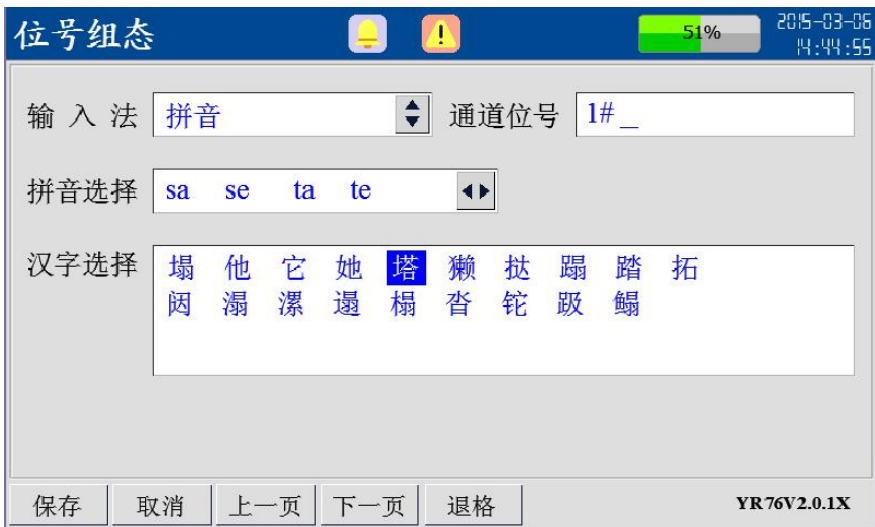 位号组态 51% 2015-03-06
14:44:55
输入法 拼音 通道位号 1#_
拼音选择 sa se ta te
汉字选择 塌 他 它 她 塔 獭 挞 蹋 踏 拓
闼 溻 漯 遢 榻 沓 铊 趿 鳎
保存 取消 上一页 下一页 退格 YR76V2.0.1X